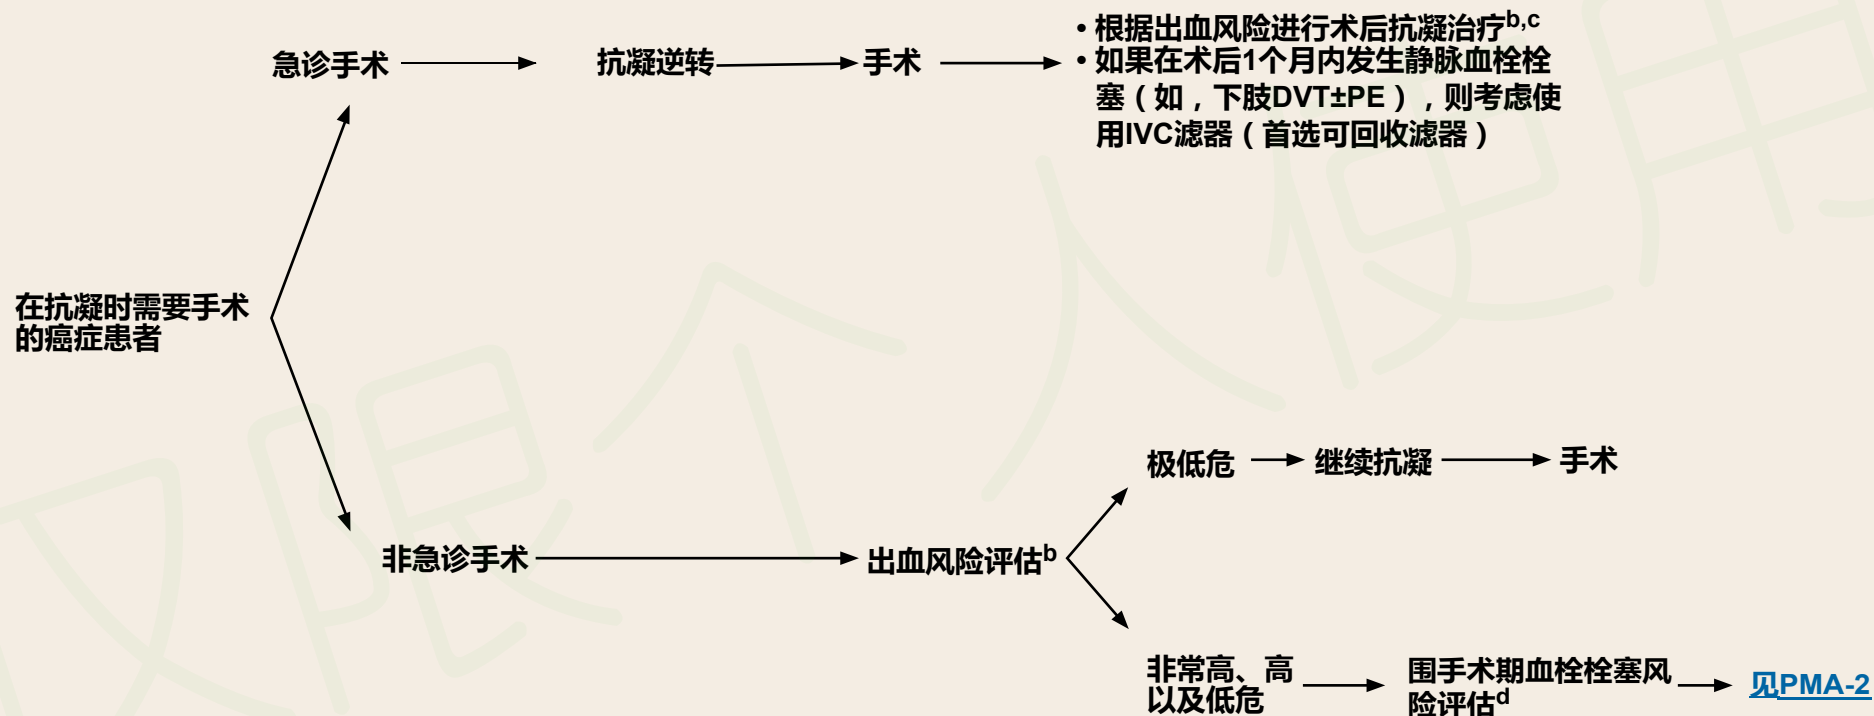 • 根据出血风险进行术后抗凝治疗b,c
急诊手术
抗凝逆转
手术
• 如果在术后1个月内发生静脉血栓栓
塞（如，下肢DVT±PE），则考虑使
用IVC滤器（首选可回收滤器）
在抗凝时需要手术
的癌症患者
极低危
继续抗凝
手术
非急诊手术
出血风险评估b
非常高、高
以及低危
围手术期血栓栓塞风
险评估d
见PMA-2
仅限个人使用